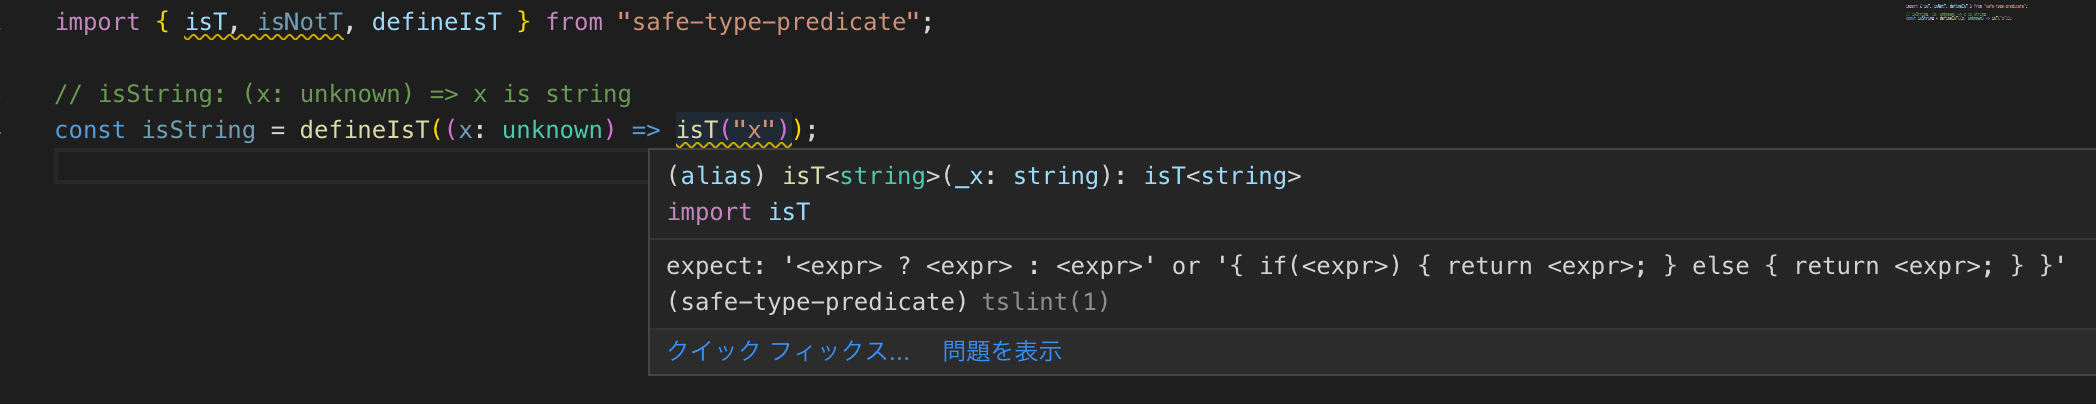 import { isT, isNotT, defineIsT } from "safe-type-predicate";
// isString: (x: unknown) => x is string
const isString = defineIsT((x: unknown) => isT("x"));
(alias) isT<string>(_x: string): isT<string>
import isT
expect: '<expr> ? <expr> : <expr>' or '{ if(<expr>) { return <expr>; } else { return <expr>; } }'
(safe-type-predicate) tslint(1)
クイック フィックス... 問題を表示